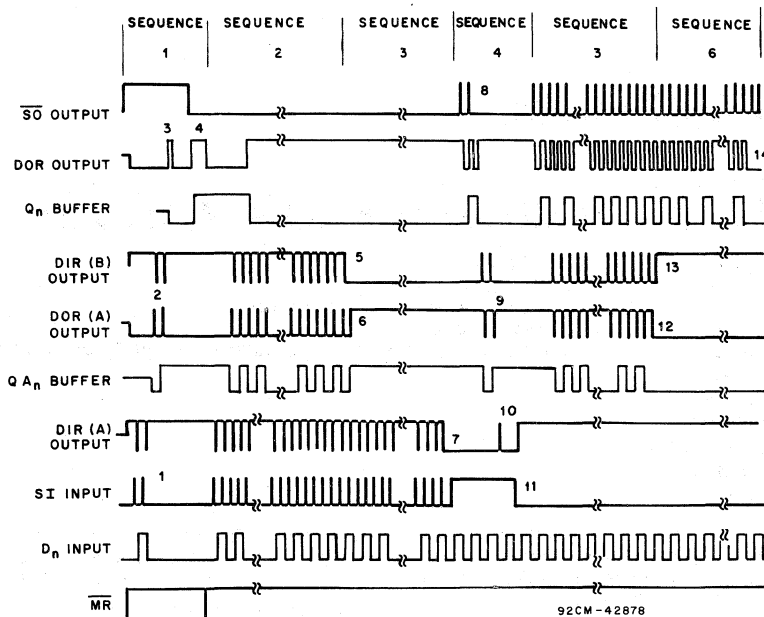 SEQUENCE SEQUENCE SEQUENCE SEQUENCE SEQUENCE SEQUENCE
1 2 3 4 3 6
SO OUTPUT
8
3 4
DOR OUTPUT
14
Qn BUFFER
DIR (B) OUTPUT
5
13
2
9
DOR (A) OUTPUT
6
12
QAn BUFFER
10
DIR (A) OUTPUT
7
1
SI INPUT
11
Dn INPUT
MR
92CM-42878